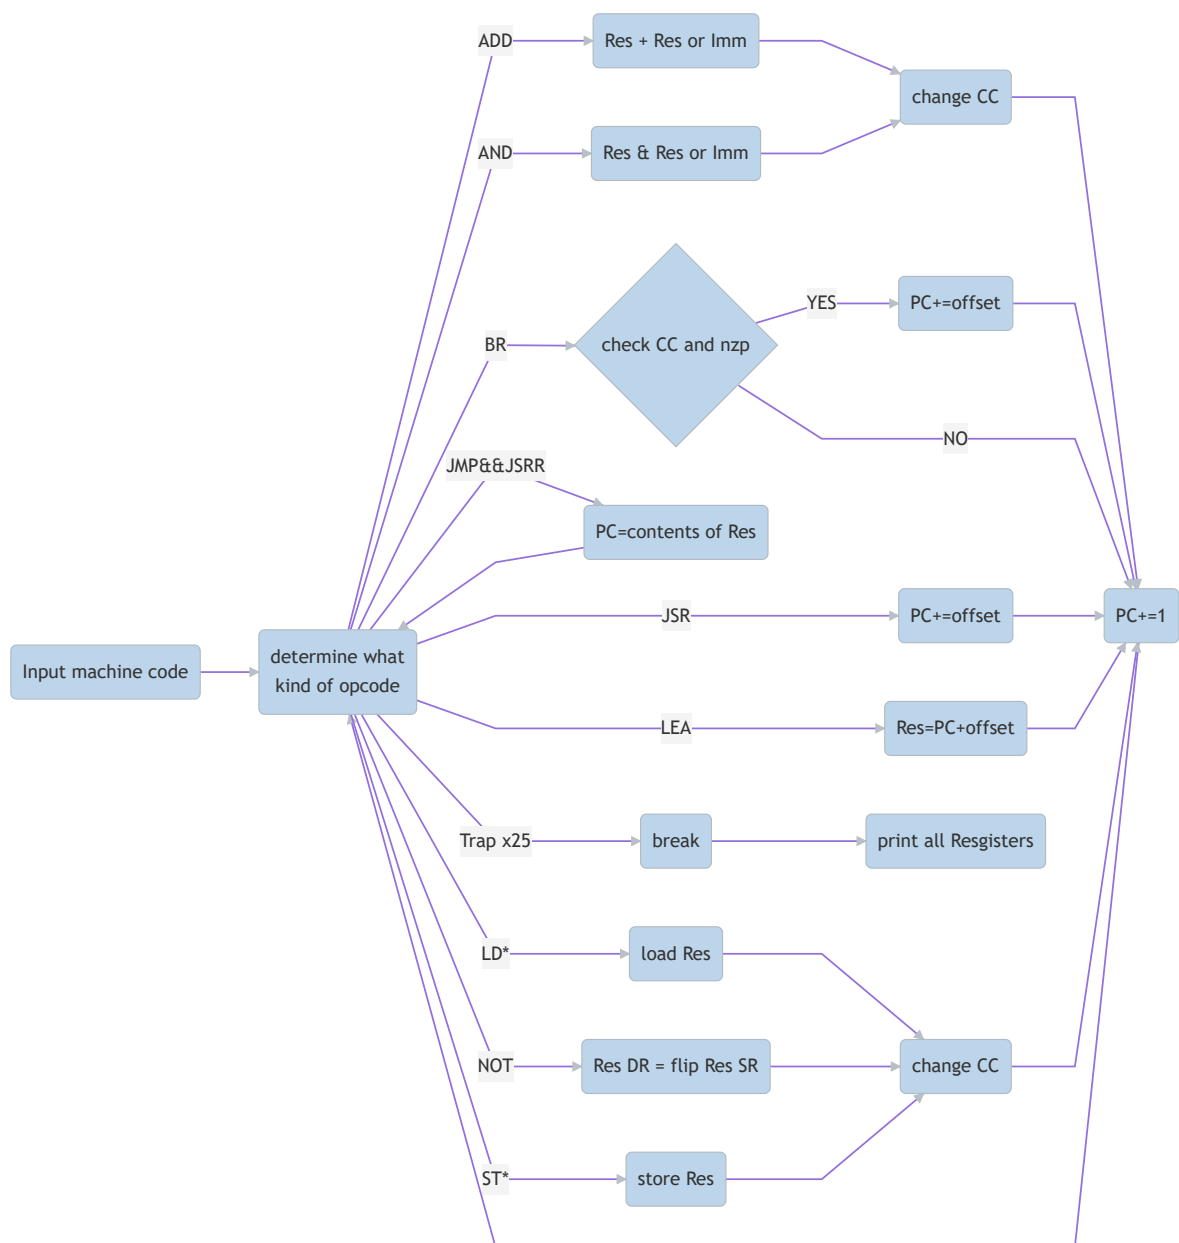 ADD
Res + Res or Imm
change CC
AND
Res & Res or Imm
YES
PC+=offset
BR
check CC and nzp
NO
JMP&&JSRR
PC=contents of Res
JSR
PC+=offset
PC+=1
Input machine code
determine what
kind of opcode
LEA
Res=PC+offset
Trap x25
break
print all Resgisters
LD*
load Res
NOT
Res DR = flip Res SR
change CC
ST*
store Res